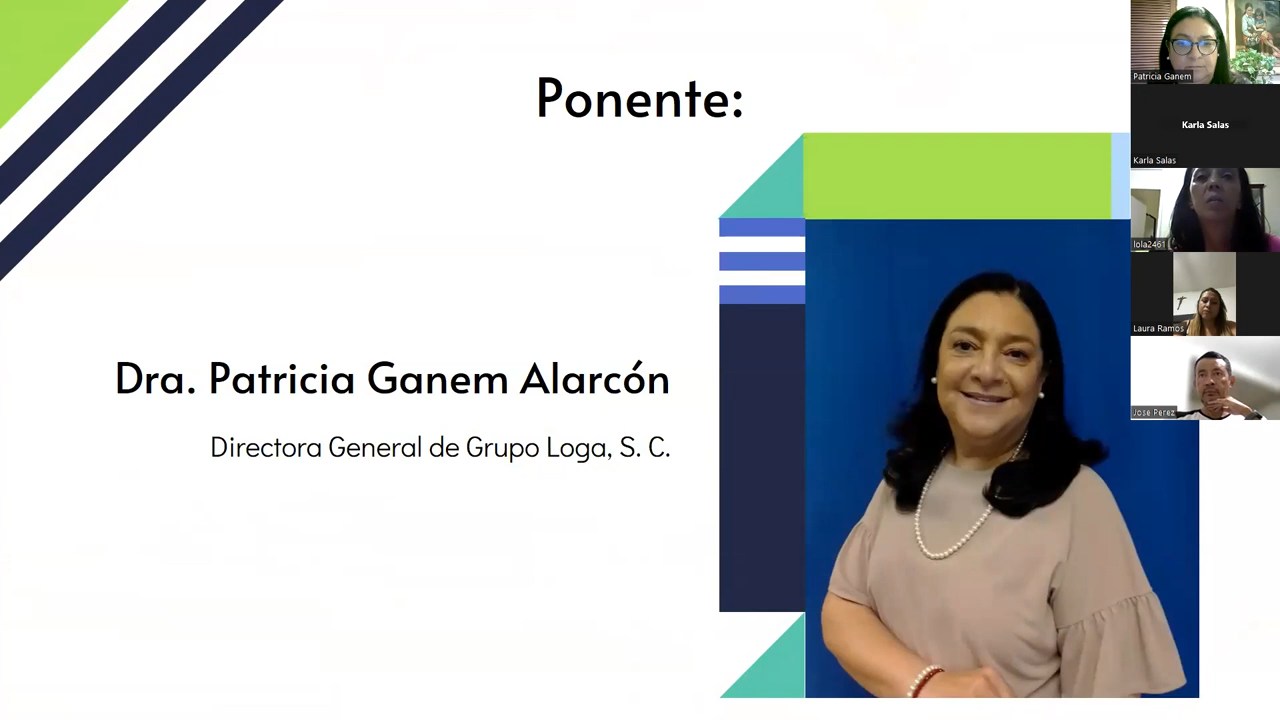 Ponente:
Dra. Patricia Ganem Alarcón
Directora General de Grupo Loga, S. C.
Patricia Ganem
Karla Salas
Karla Salas
lola2461
Laura Ramos
Jose Perez